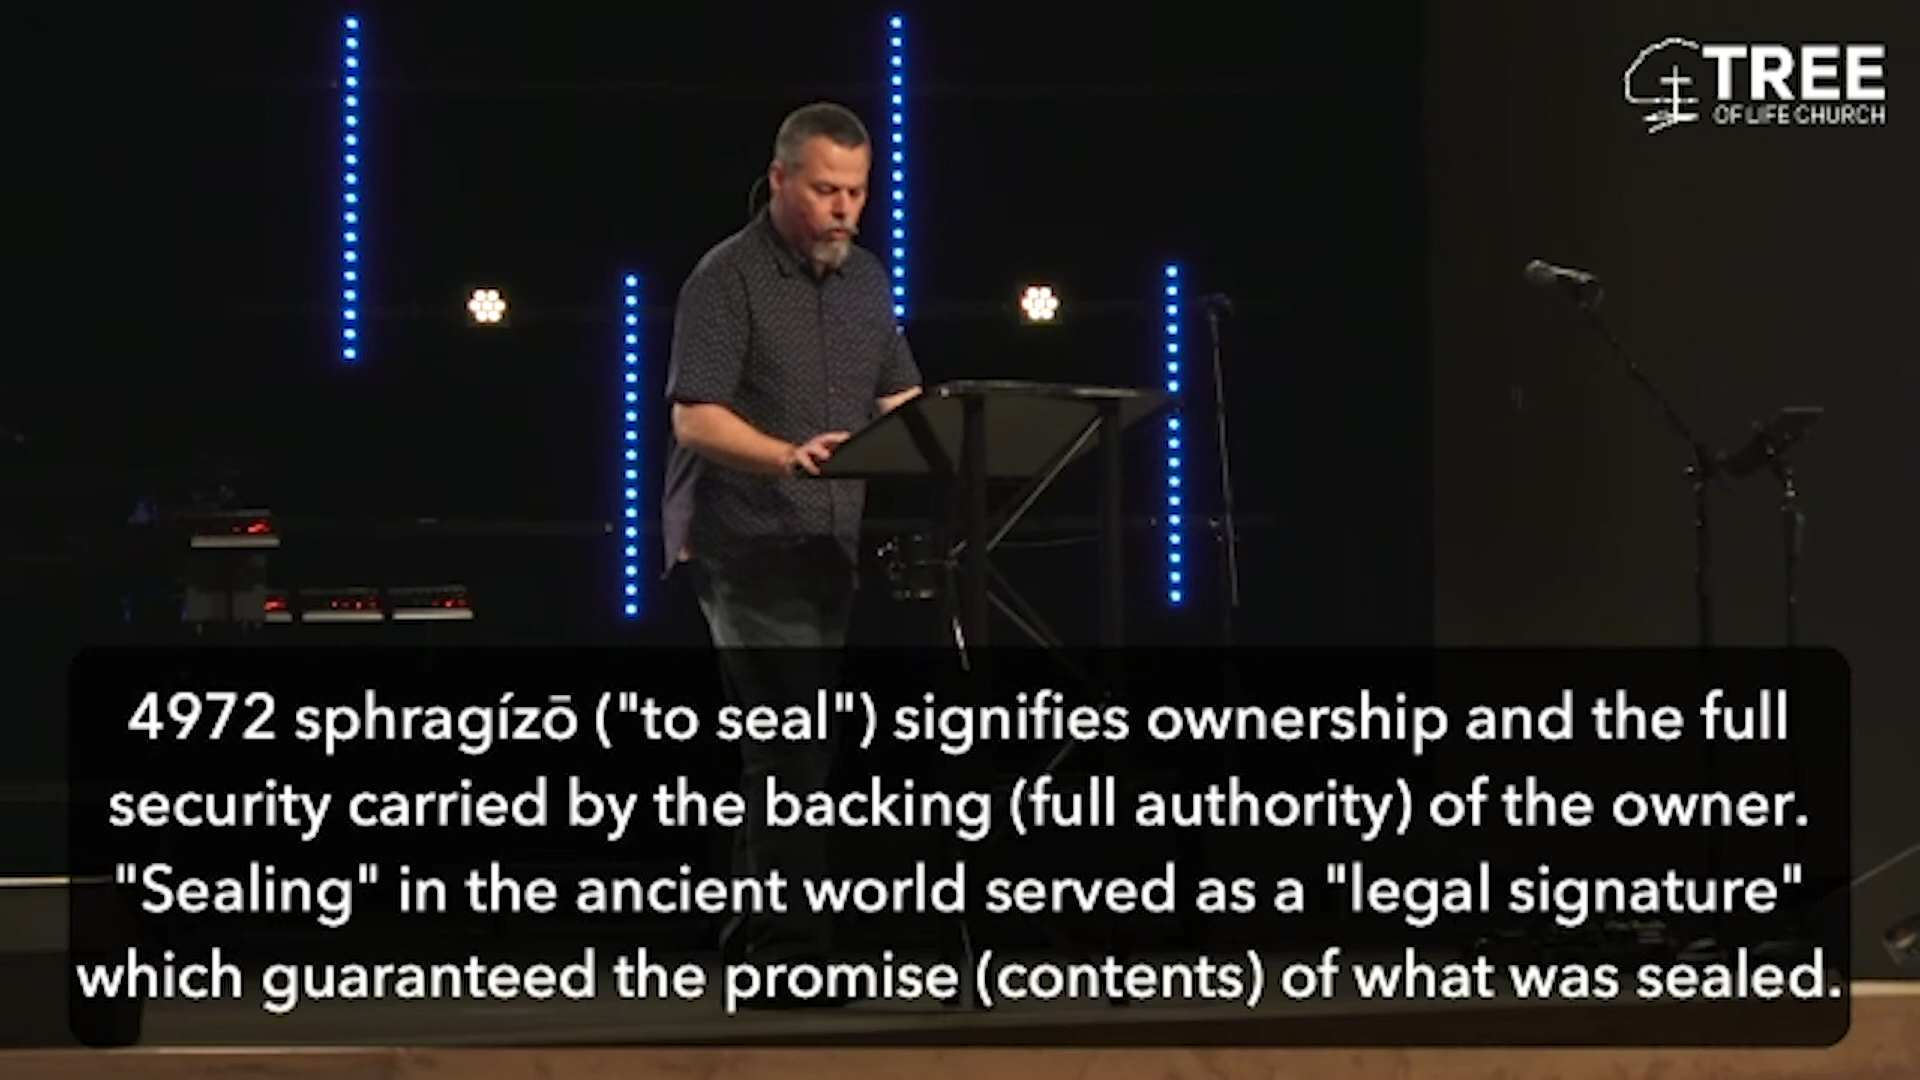 TREE
OF LIFE CHURCH
4972 sphragízō ("to seal") signifies ownership and the full
security carried by the backing (full authority) of the owner.
"Sealing" in the ancient world served as a "legal signature"
which guaranteed the promise (contents) of what was sealed.